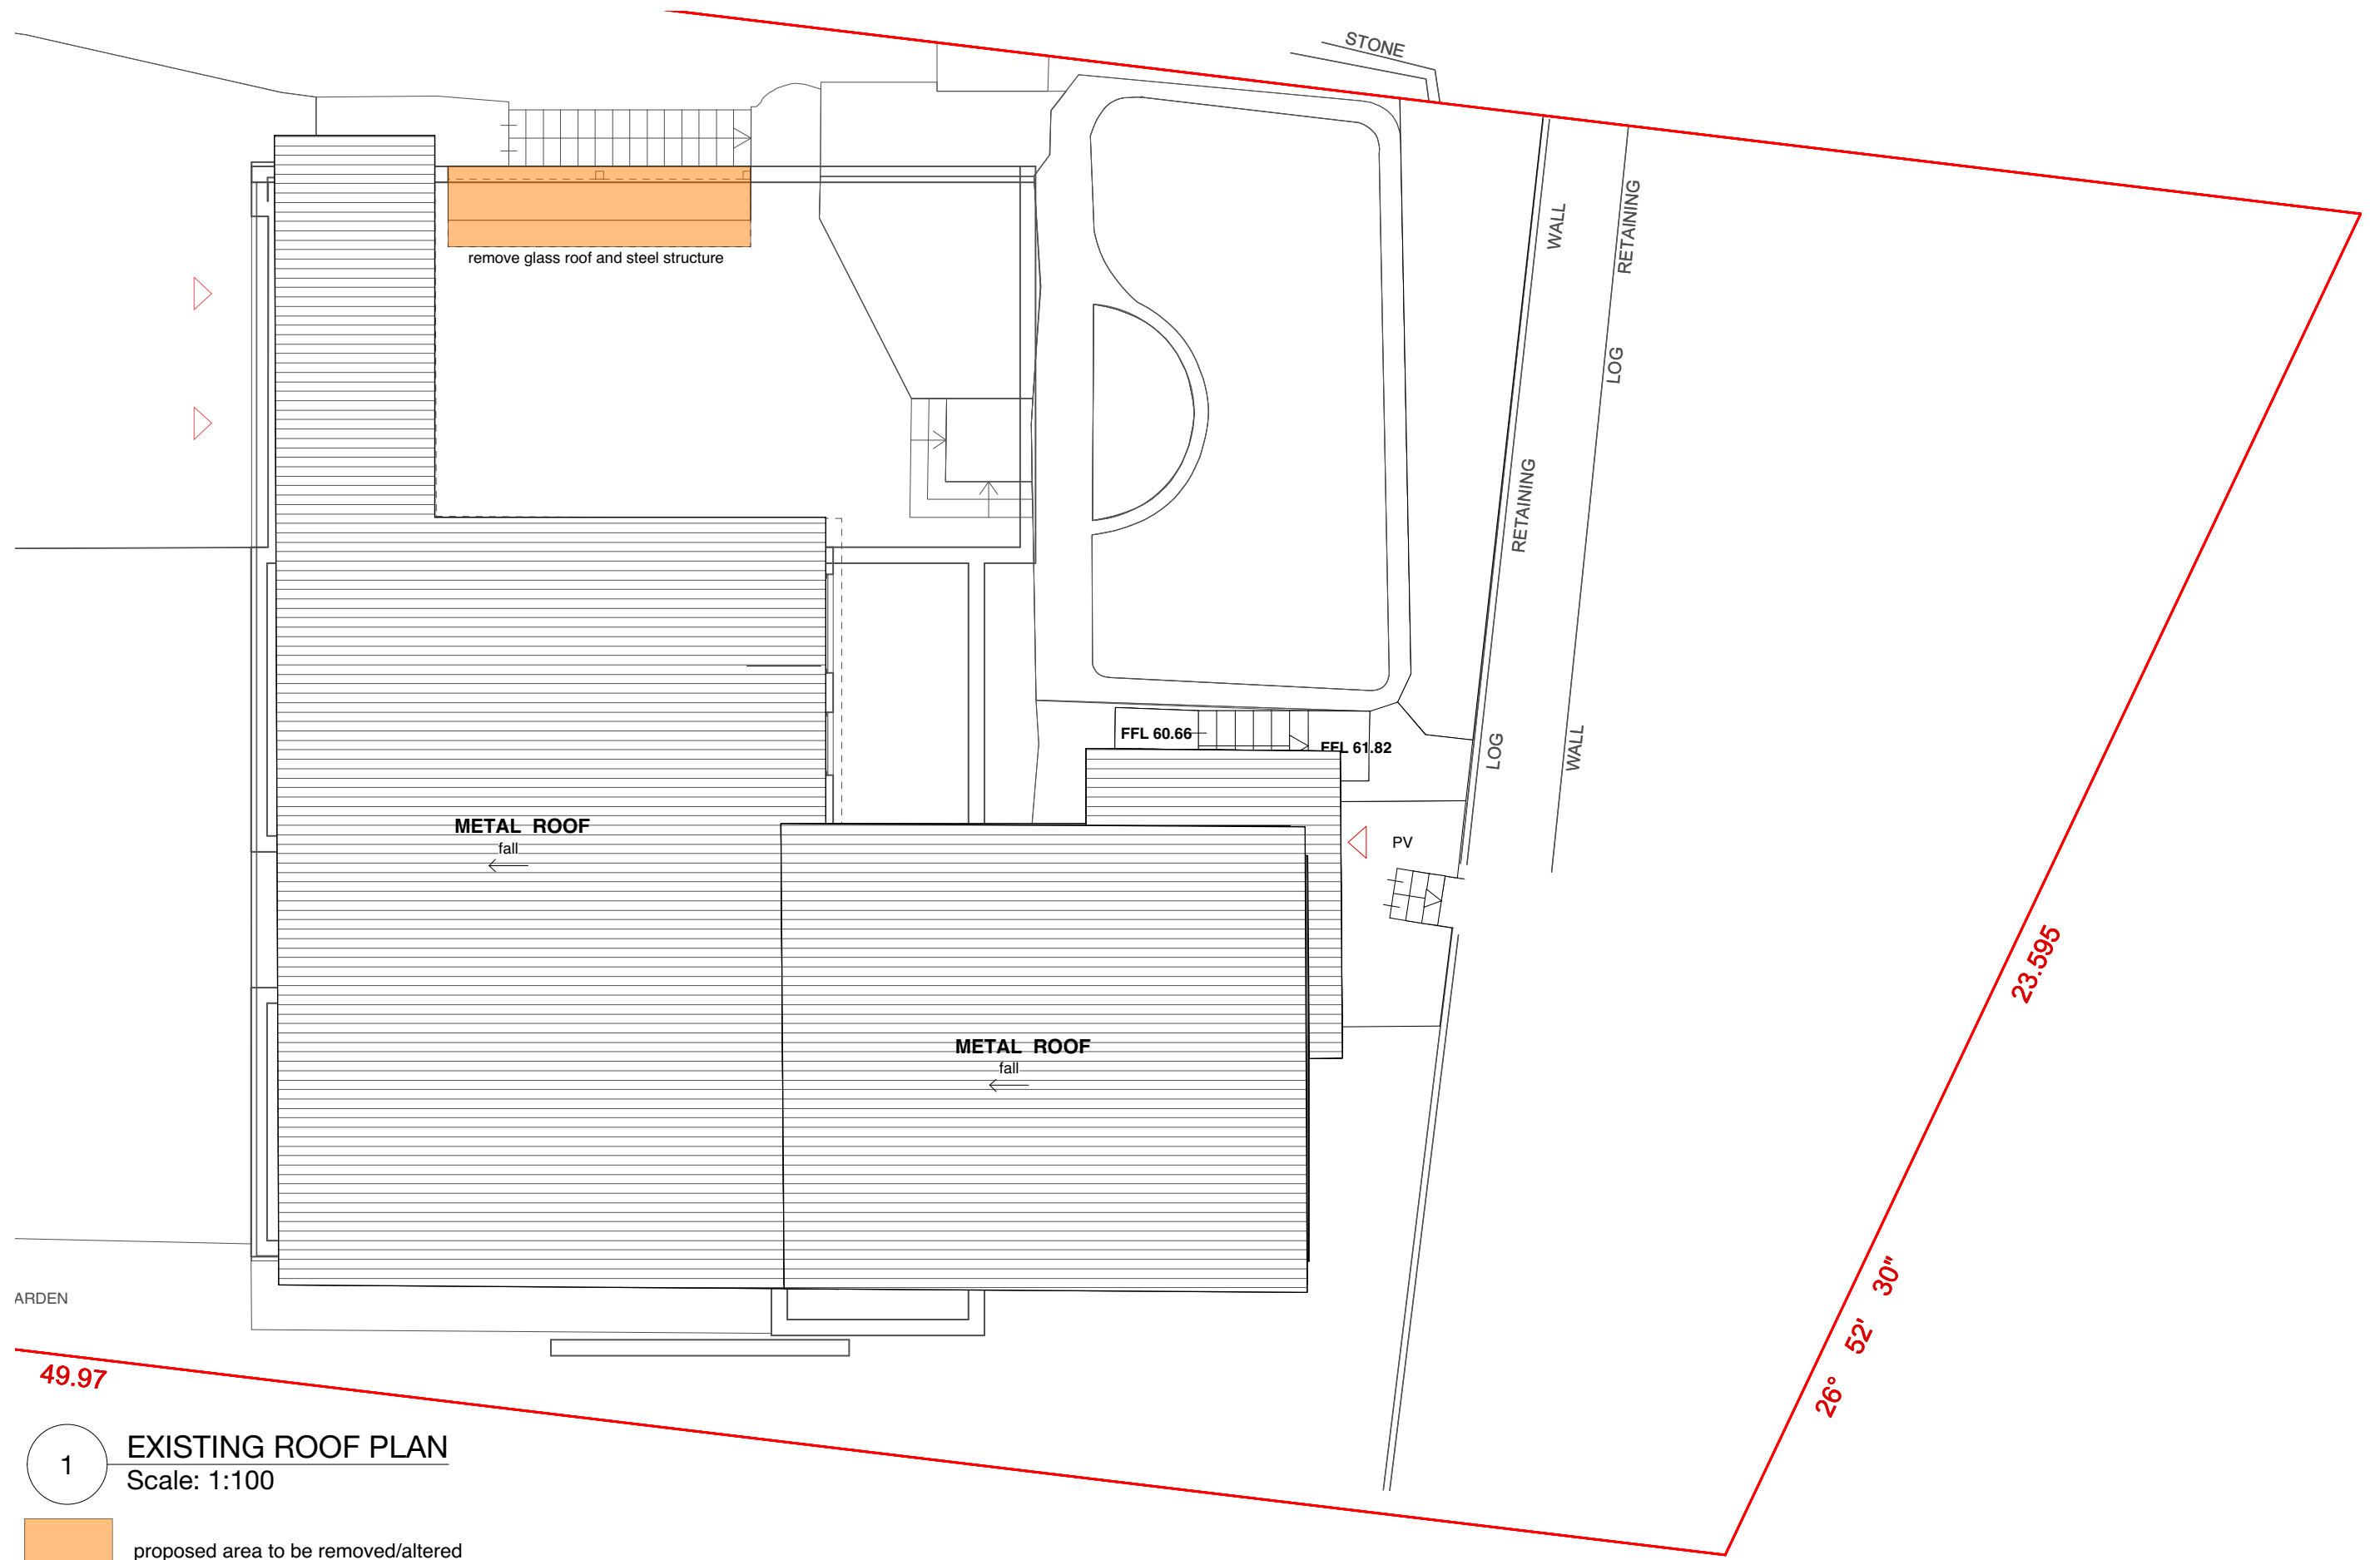 STONE
WALL
RETAINING
LOG
RETAINING
LOG
WALL
remove glass roof and steel structure
FFL 60.66
FFL 61.82
METAL ROOF
fall
PV
METAL ROOF
fall
23.595
26° 52' 30"
ARDEN
49.97
1
EXISTING ROOF PLAN
Scale: 1:100
proposed area to be removed/altered